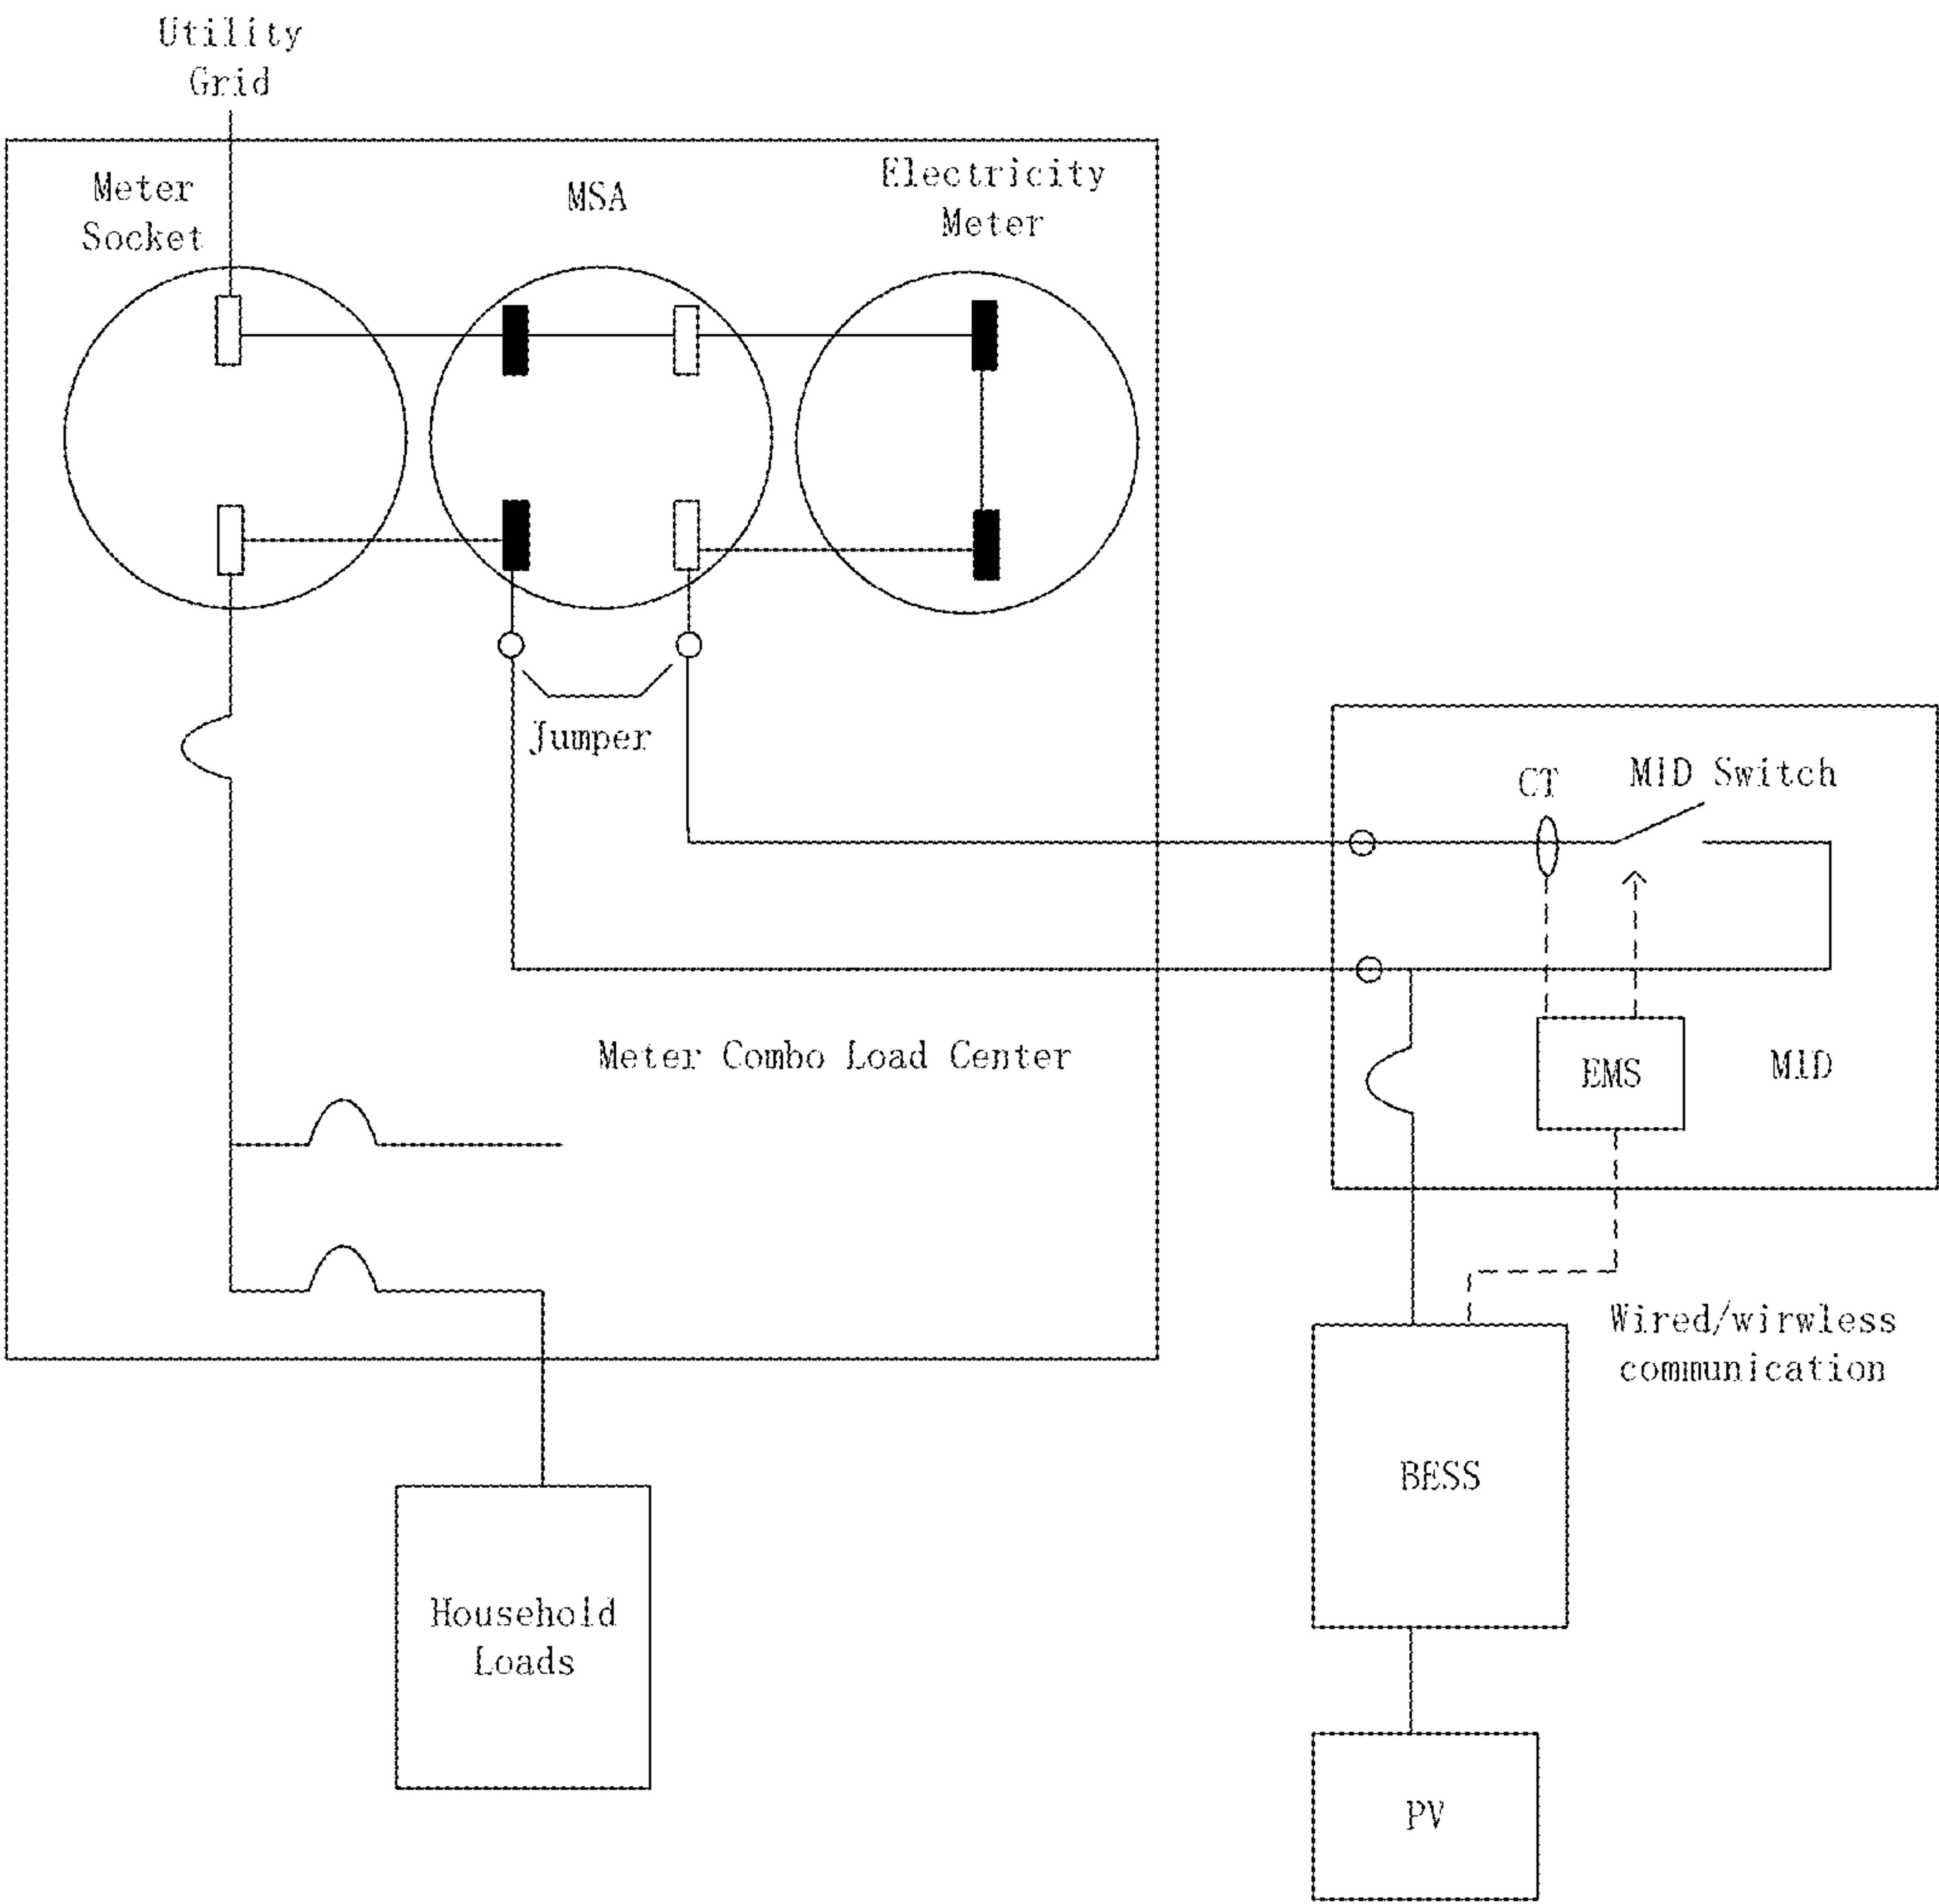 Utility
Grid
Meter
Socket
MSA
Electricity
Meter
Jumper
CT
MID Switch
Meter Combo Load Center
EMS
MID
Wired/wirwless
communication
BESS
Household
Loads
PV